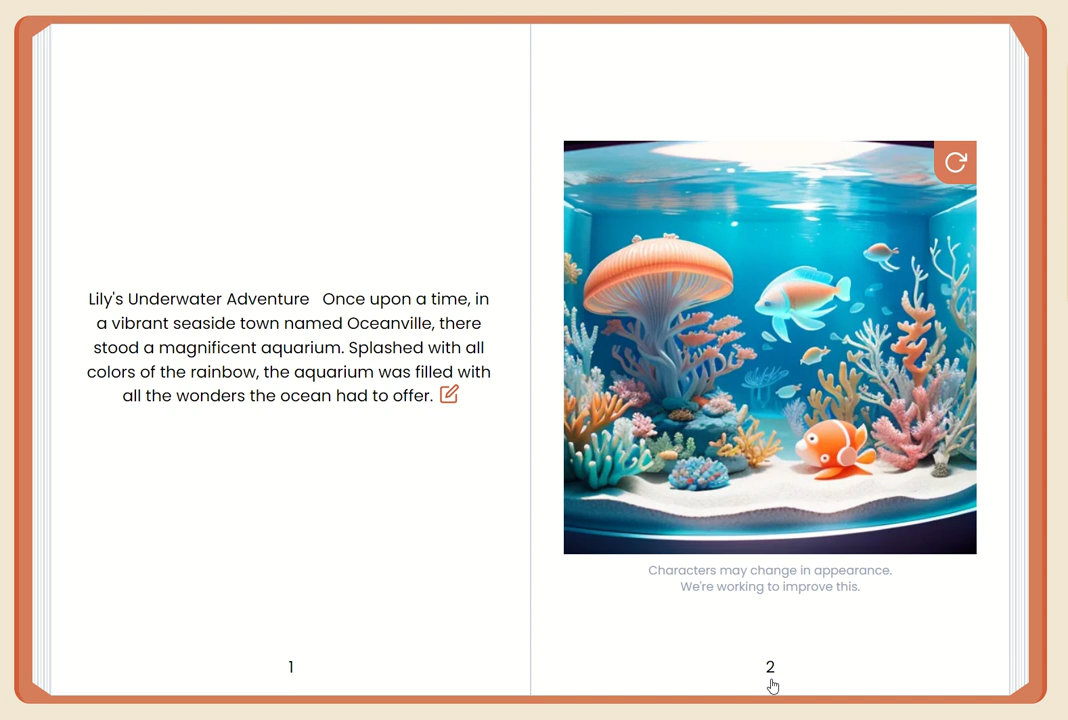 Lily's Underwater Adventure   Once upon a time, in
a vibrant seaside town named Oceanville, there
stood a magnificent aquarium. Splashed with all
colors of the rainbow, the aquarium was filled with
all the wonders the ocean had to offer.
1
Characters may change in appearance.
We're working to improve this.
2